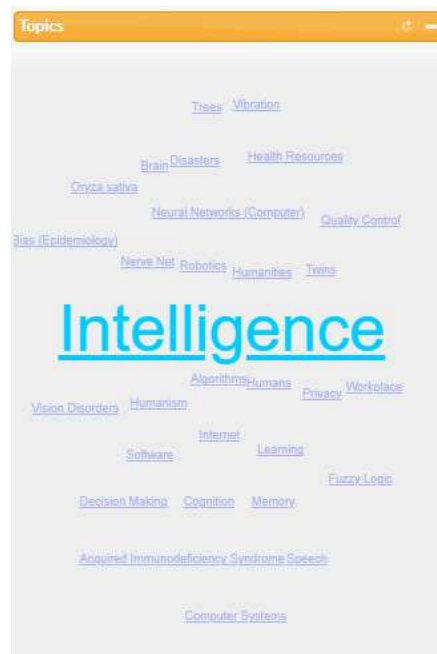 Topics
Trees Vibration
Brain Disasters Health Resources
Oryza sativa
Neural Networks (Computer) Quality Control
Bias (Epidemiology)
Nerve Net Robotics Humanities Twins
Intelligence
Algorithms Humans Privacy Workplace
Vision Disorders Humanism
Internet
Software Learning
Fuzzy Logic
Decision Making Cognition Memory
Acquired Immunodeficiency Syndrome Speech
Computer Systems